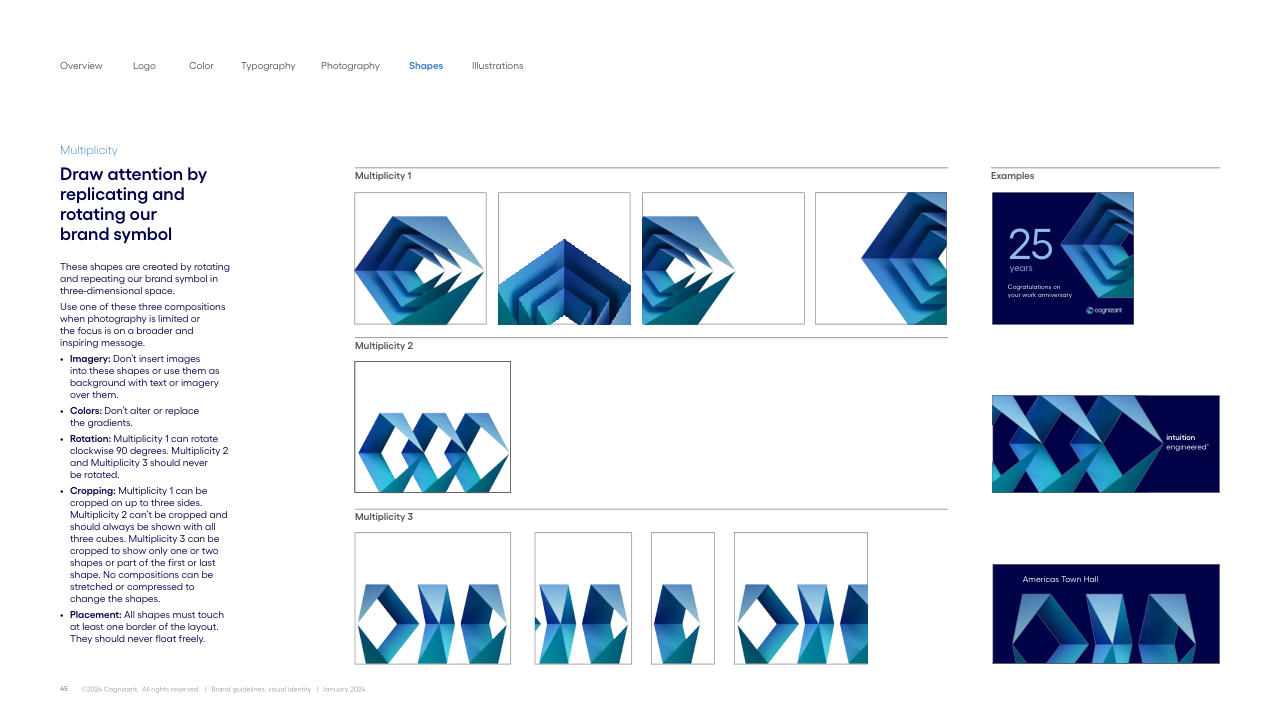 Overview Logo Color Typography Photography Shapes Illustrations
Multiplicity
Draw attention by
replicating and
rotating our
brand symbol
These shapes are created by rotating
and repeating our brand symbol in
three-dimensional space.
Use one of these three compositions
when photography is limited or
the focus is on a broader and
inspiring message.
• Imagery: Don’t insert images
into these shapes or use them as
background with text or imagery
over them.
• Colors: Don’t alter or replace
the gradients.
• Rotation: Multiplicity 1 can rotate
clockwise 90 degrees. Multiplicity 2
and Multiplicity 3 should never
be rotated.
• Cropping: Multiplicity 1 can be
cropped on up to three sides.
Multiplicity 2 can’t be cropped and
should always be shown with all
three cubes. Multiplicity 3 can be
cropped to show only one or two
shapes or part of the first or last
shape. No compositions can be
stretched or compressed to
change the shapes.
• Placement: All shapes must touch
at least one border of the layout.
They should never float freely.
Multiplicity 1
Multiplicity 2
Multiplicity 3
Examples
25
years
Congratulations on
your work anniversary
cognizant
intuition
engineered
Americas Town Hall
45 ©2024 Cognizant. All rights reserved. | Brand guidelines: visual identity | January 2024